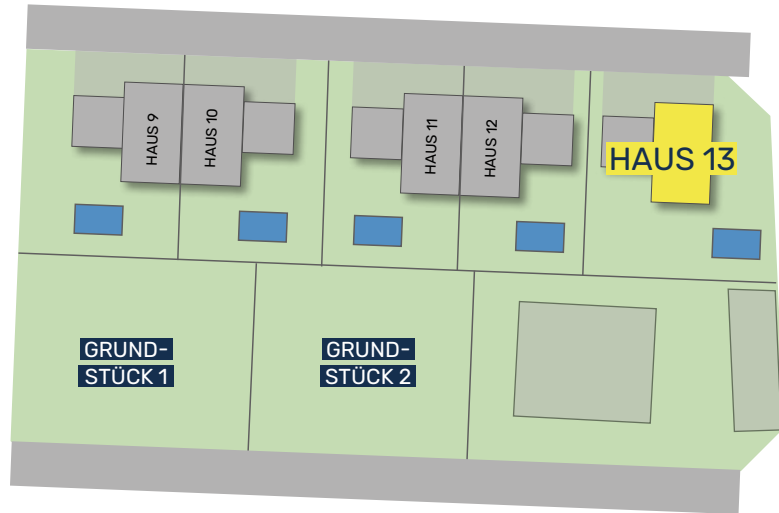 HAUS 9
HAUS 10
HAUS 11
HAUS 12
HAUS 13
GRUND-
STÜCK 1
GRUND-
STÜCK 2